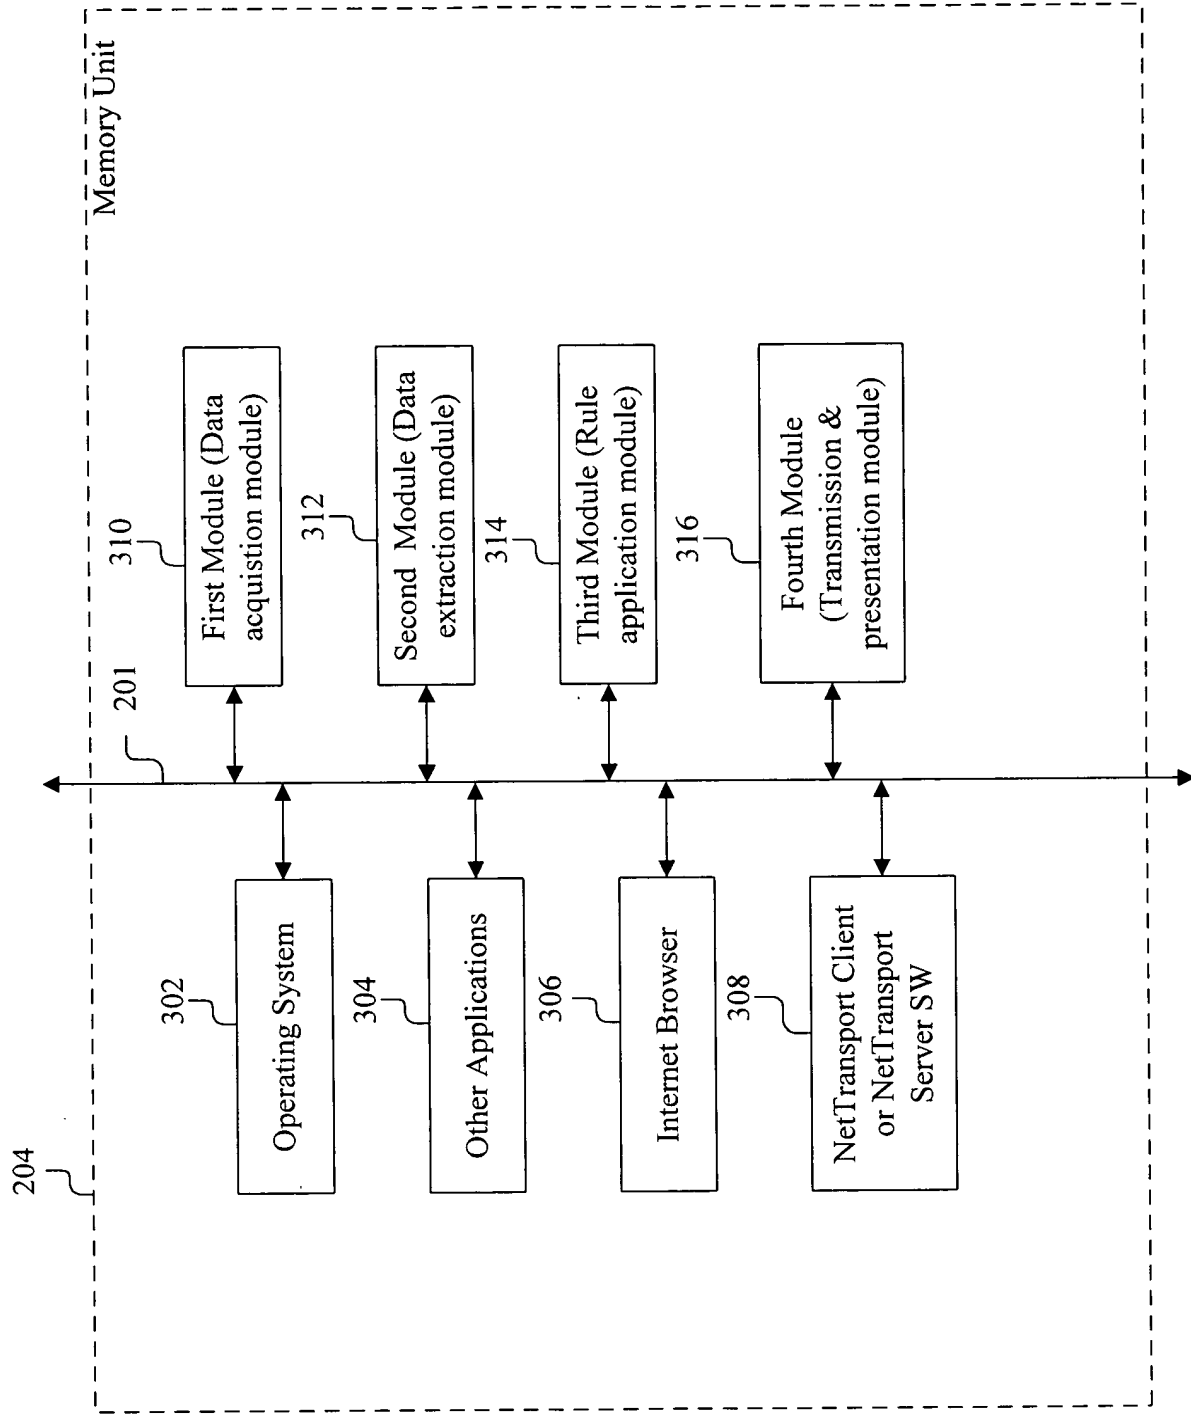 204
Memory Unit
201
302
Operating System
304
Other Applications
306
Internet Browser
308
NetTransport Client
or NetTransport
Server SW
310
First Module (Data
acquistion module)
312
Second Module (Data
extraction module)
314
Third Module (Rule
application module)
316
Fourth Module
(Transmission &
presentation module)